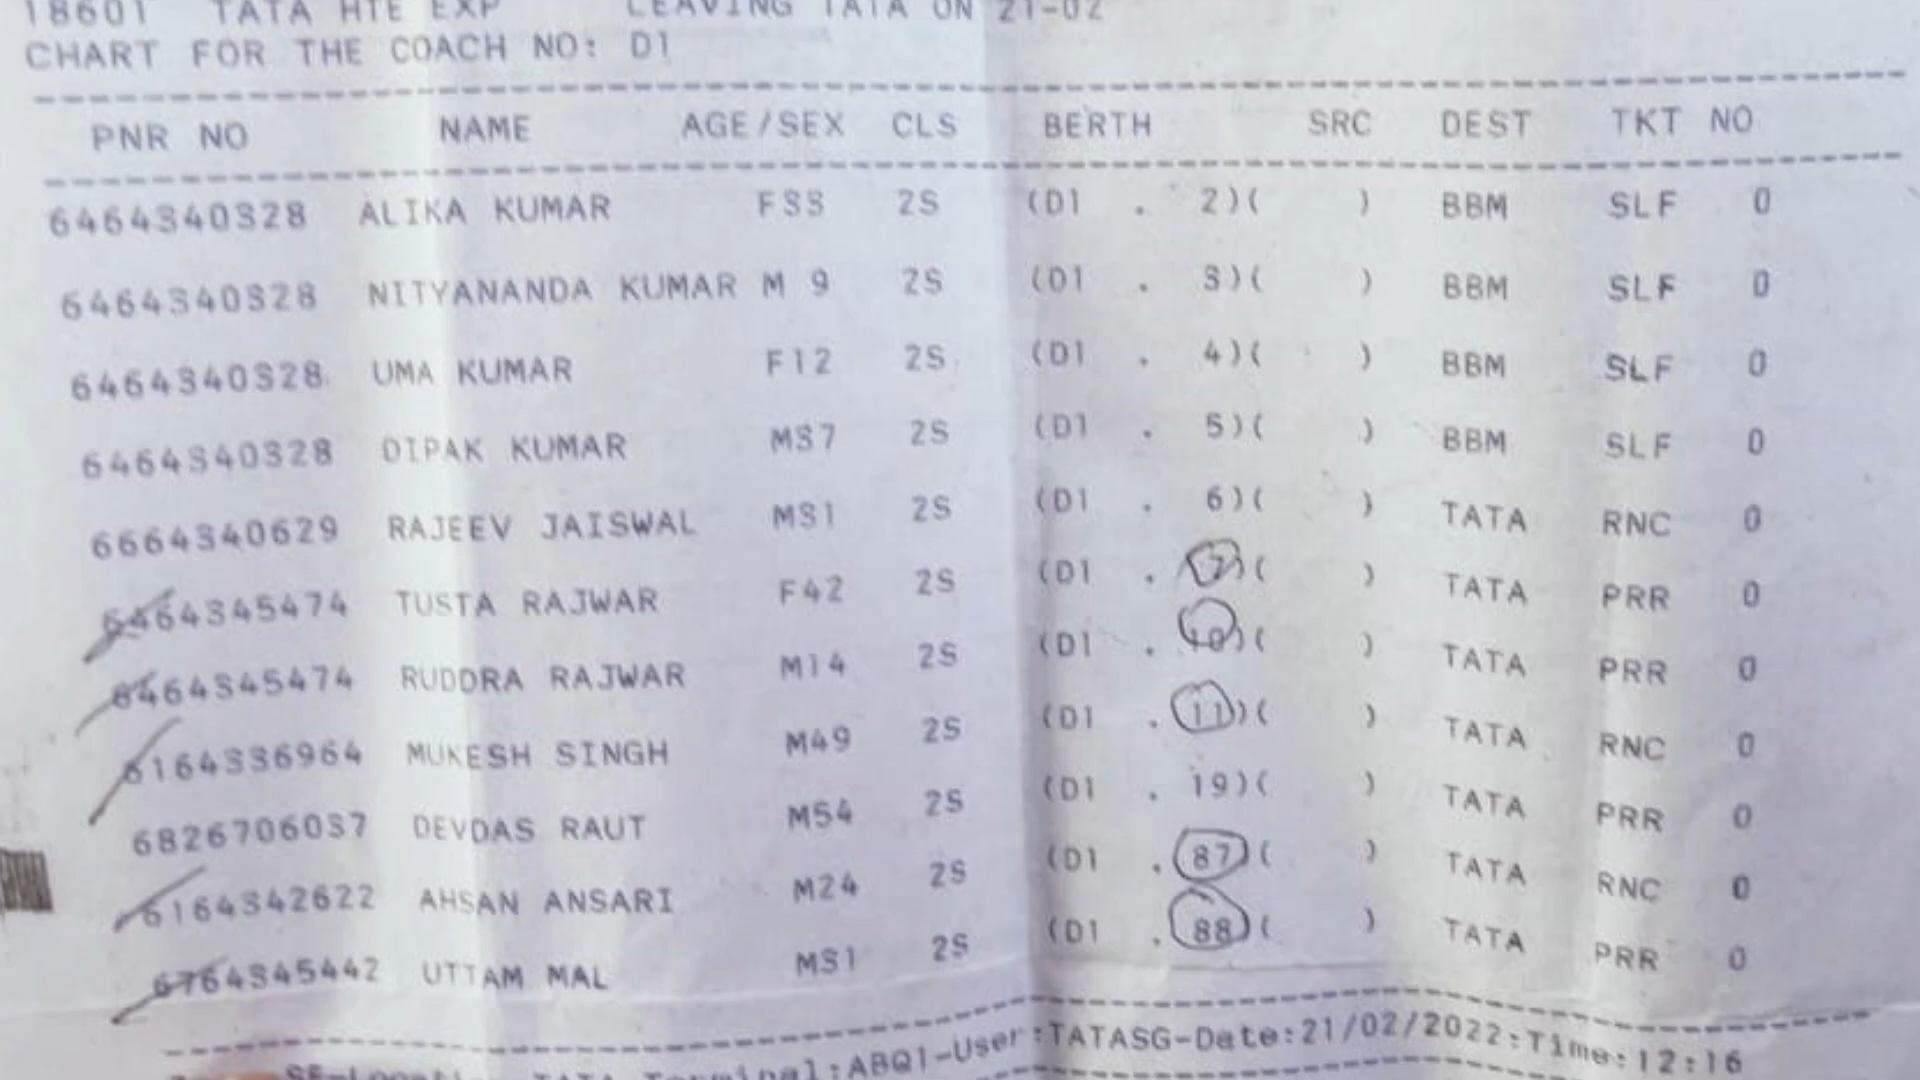 18601 TATA HTE EXP LEAVING TATA ON 21-02
CHART FOR THE COACH NO: D1
PNR NO NAME AGE/SEX CLS BERTH SRC DEST TKT NO
6464340328 ALIKA KUMAR F33 2S (D1 . 2)( ) BBM SLF 0
6464340328 NITYANANDA KUMAR M 9 2S (D1 . 3)( ) BBM SLF 0
6464340328 UMA KUMAR F12 2S (D1 . 4)( ) BBM SLF 0
6464340328 DIPAK KUMAR M37 2S (D1 . 5)( ) BBM SLF 0
6664340629 RAJEEV JAISWAL M31 2S (D1 . 6)( ) TATA RNC 0
6464345474 TUSTA RAJWAR F42 2S (D1 . 7)( ) TATA PRR 0
6464345474 RUDDRA RAJWAR M14 2S (D1 . 10)( ) TATA PRR 0
6164336964 MUKESH SINGH M49 2S (D1 . 11)( ) TATA RNC 0
6826706037 DEVDAS RAUT M54 2S (D1 . 19)( ) TATA PRR 0
6164342622 AHSAN ANSARI M24 2S (D1 . 87)( ) TATA RNC 0
6764345442 UTTAM MAL M31 2S (D1 . 88)( ) TATA PRR 0
TATA Terminal:ABQ1-User:TATASG-Date:21/02/2022:Time:12:16